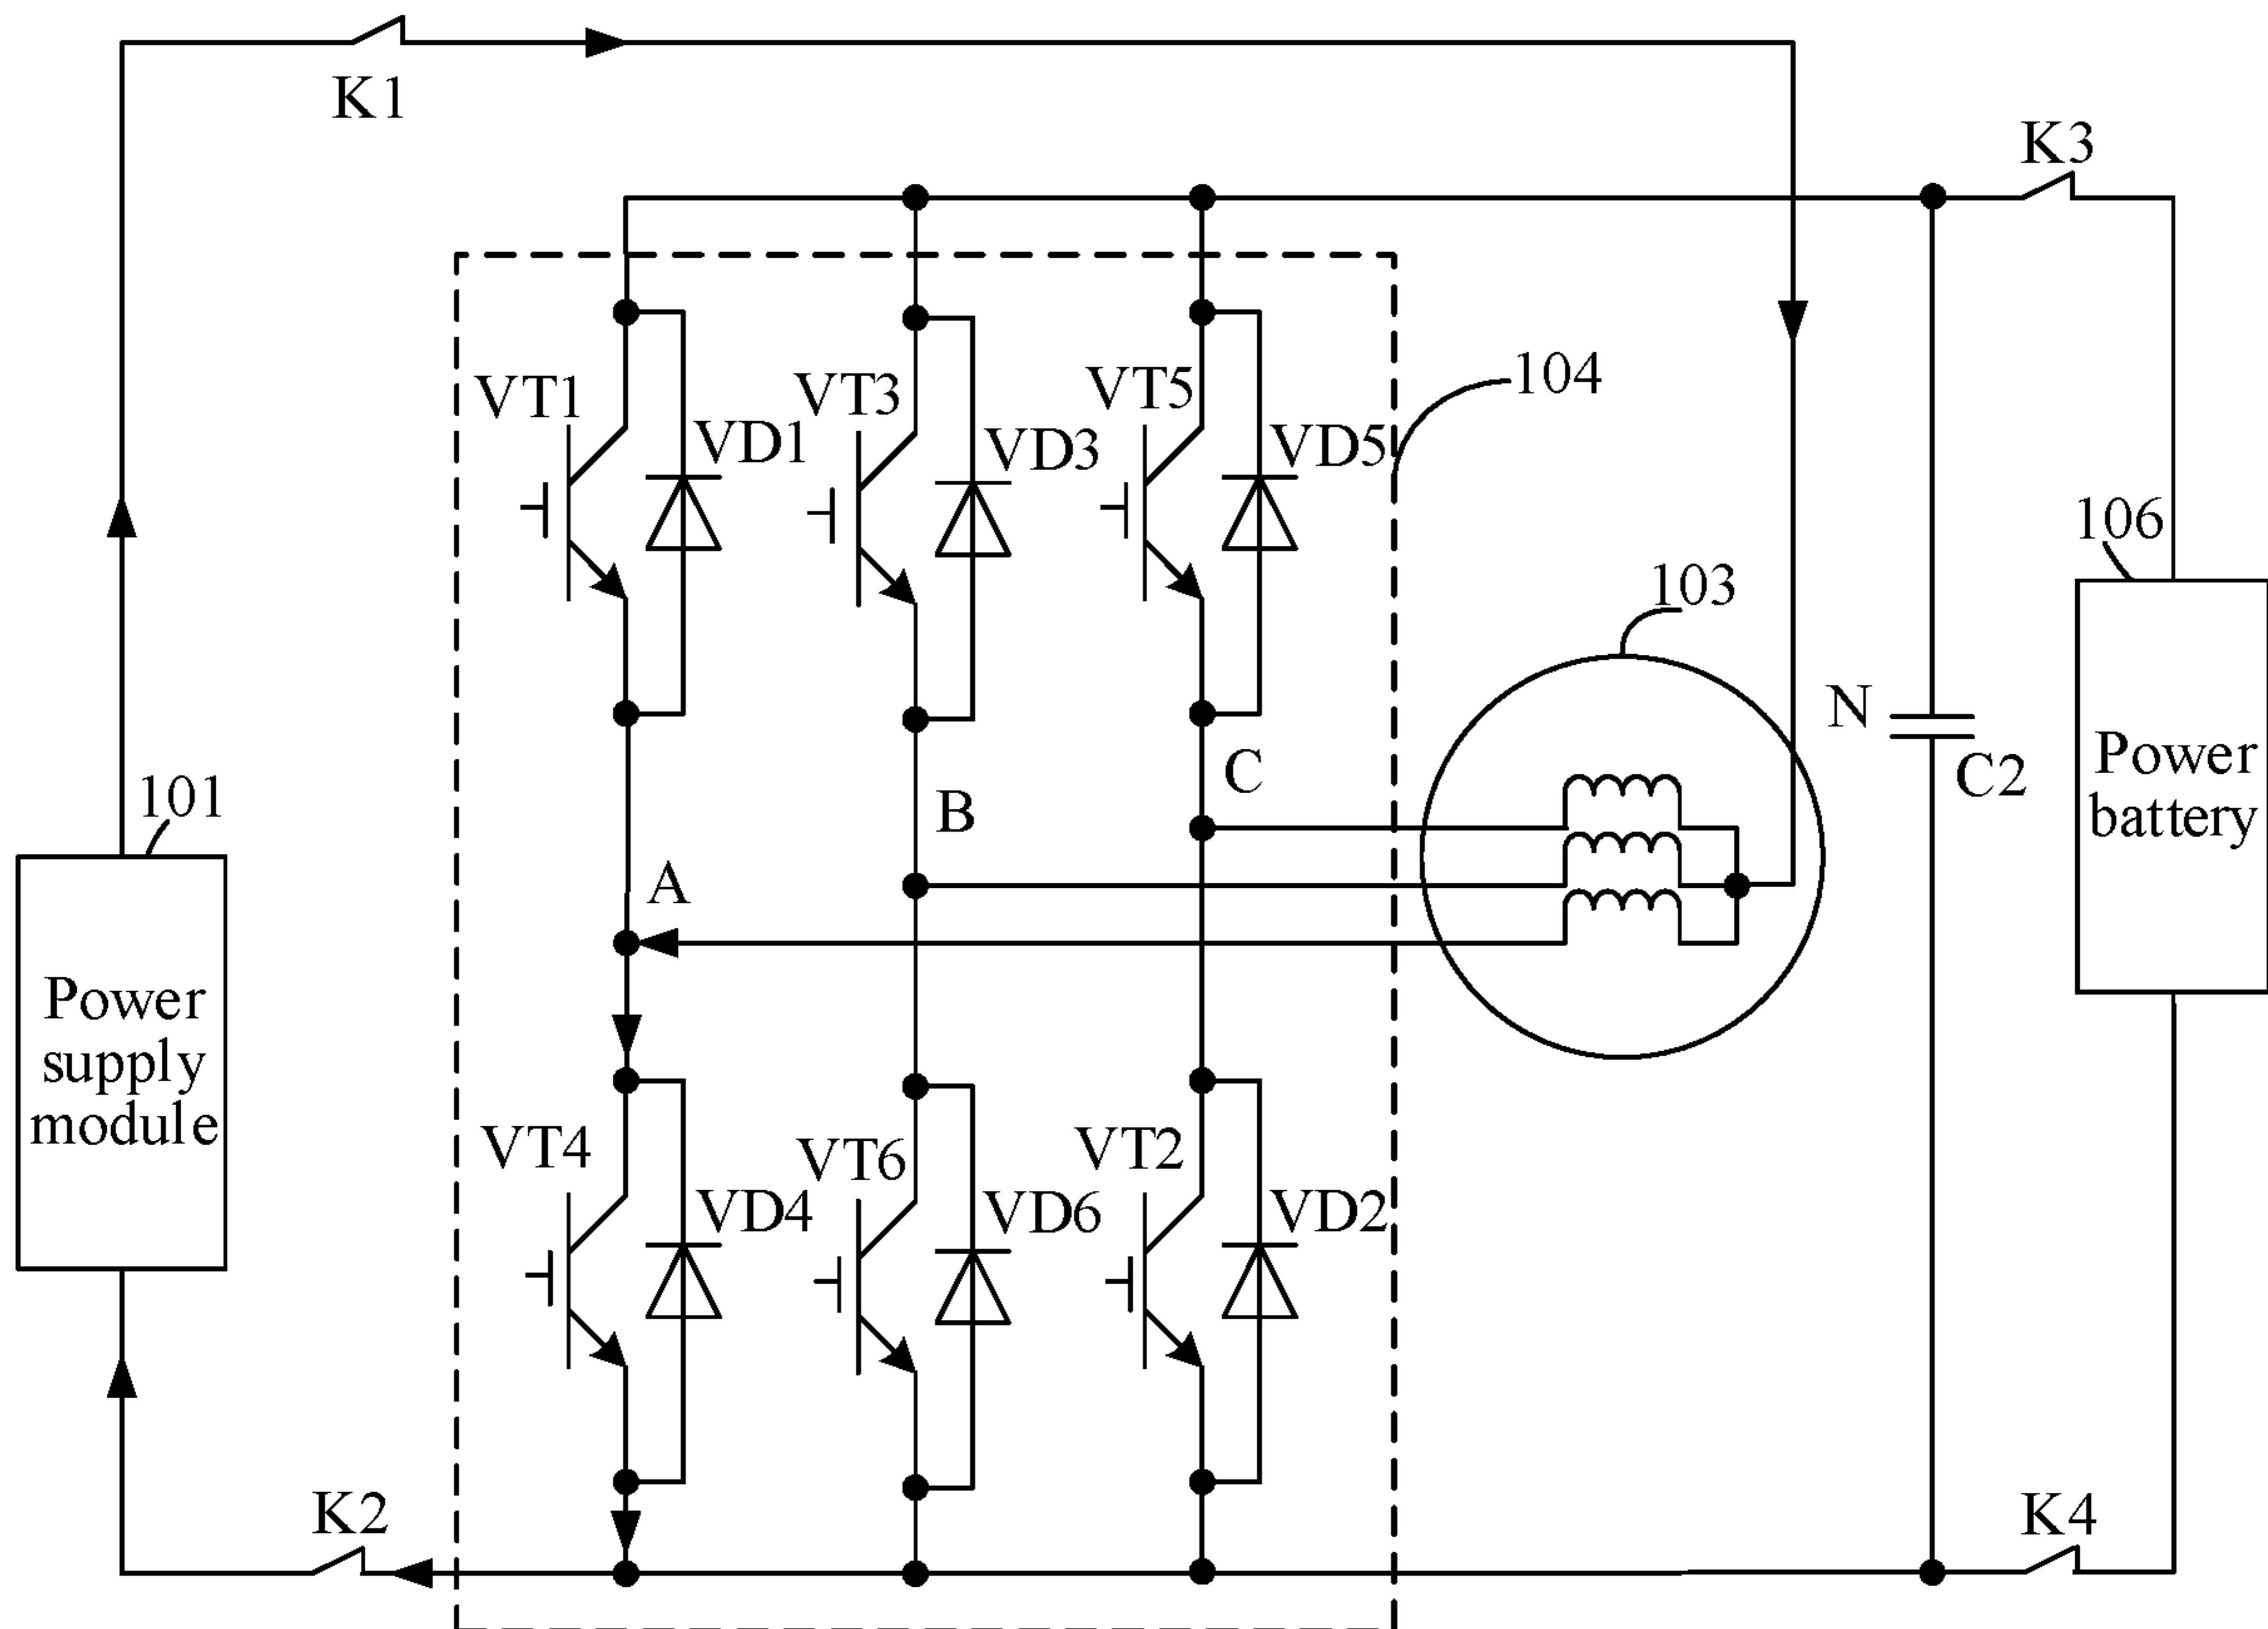 K1
K3
VT1
VT3
VT5
104
VD1
VD3
VD5
106
103
N
C
Power
battery
C2
101
B
A
Power
supply
module
VT4
VT6
VT2
VD4
VD6
VD2
K2
K4